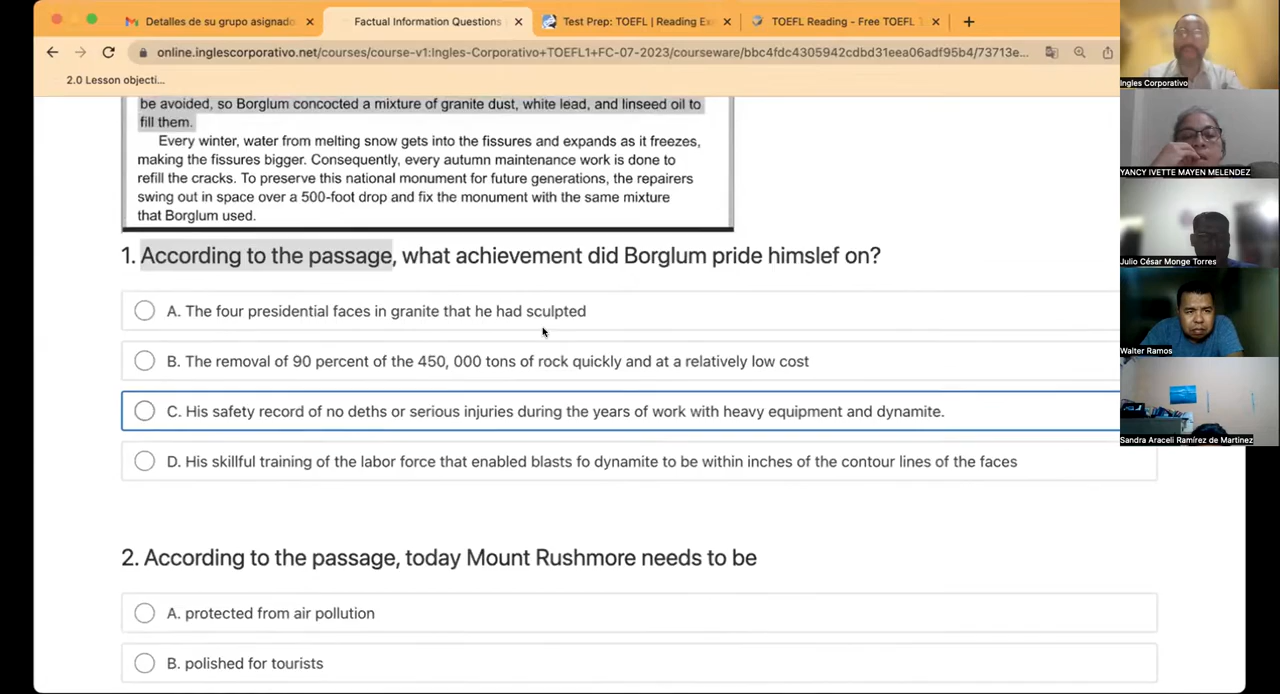 Detalles de su grupo asignado
Factual Information Questions
Test Prep: TOEFL | Reading Ex
TOEFL Reading - Free TOEFL
online.inglescorporativo.net/courses/course-v1:Ingles-Corporativo+TOEFL1+FC-07-2023/courseware/bbc4fdc4305942cdbd31eea06adf95b4/73713e...
2.0 Lesson objecti...
be avoided, so Borglum concocted a mixture of granite dust, white lead, and linseed oil to
fill them.
Every winter, water from melting snow gets into the fissures and expands as it freezes,
making the fissures bigger. Consequently, every autumn maintenance work is done to
refill the cracks. To preserve this national monument for future generations, the repairers
swing out in space over a 500-foot drop and fix the monument with the same mixture
that Borglum used.
1. According to the passage, what achievement did Borglum pride himslef on?
A. The four presidential faces in granite that he had sculpted
B. The removal of 90 percent of the 450, 000 tons of rock quickly and at a relatively low cost
C. His safety record of no deths or serious injuries during the years of work with heavy equipment and dynamite.
D. His skillful training of the labor force that enabled blasts fo dynamite to be within inches of the contour lines of the faces
2. According to the passage, today Mount Rushmore needs to be
A. protected from air pollution
B. polished for tourists
Ingles Corporativo
YANCY IVETTE MAYEN MELENDEZ
Julio César Monge Torres
Walter Ramos
Sandra Araceli Ramírez de Martínez